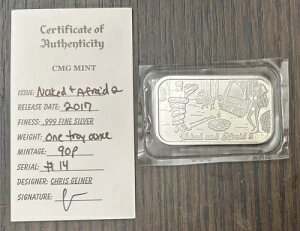 Certificate of
Authenticity
CMG MINT
ISSUE: Naked + Afraid 2
RELEASE DATE: 2017
FINESS: .999 FINE SILVER
WEIGHT: One troy ounce
MINTAGE: 90p
SERIAL: #14
DESIGNER: CHRIS GEINER
SIGNATURE:
Naked and Afraid 2